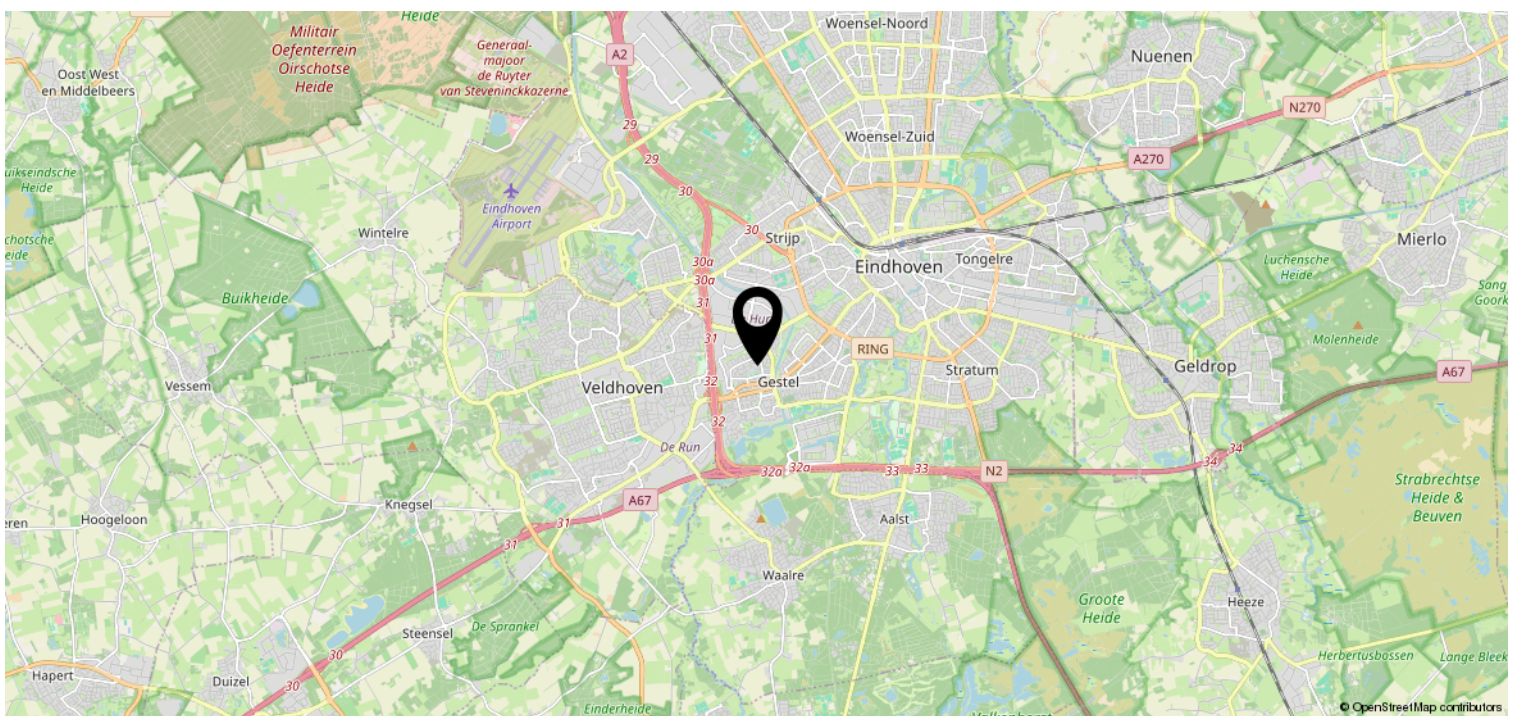 Heide
Woensel-Noord
Militair
Oefenterrein
Oirschotse
Heide
Generaal-
majoor
de Ruyter
van Steveninckkazerne
A2
Nuenen
Oost West
en Middelbeers
N270
29
Woensel-Zuid
29
A270
Heide
30
Eindhoven
Airport
30
Wintelre
Strijp
Mierlo
Eindhoven
Tongelre
30a
30a
Luchensche
Heide
Buikheide
31
Sang
Goork
31
Molenheide
RING
Vessem
Veldhoven
32
Gestel
Stratum
Geldrop
A67
32
De Run
34
34
32a
32a
33
33
N2
Strabrechtse
Heide &
Beuven
A67
Knegsel
Hoogeloon
31
31
Aalst
Waalre
Groote
Heide
Heeze
Steensel
De Sprankel
30
Herbertusbossen
Lange Bleek
Hapert
Duizel
30
Einderheide
© OpenStreetMap contributors